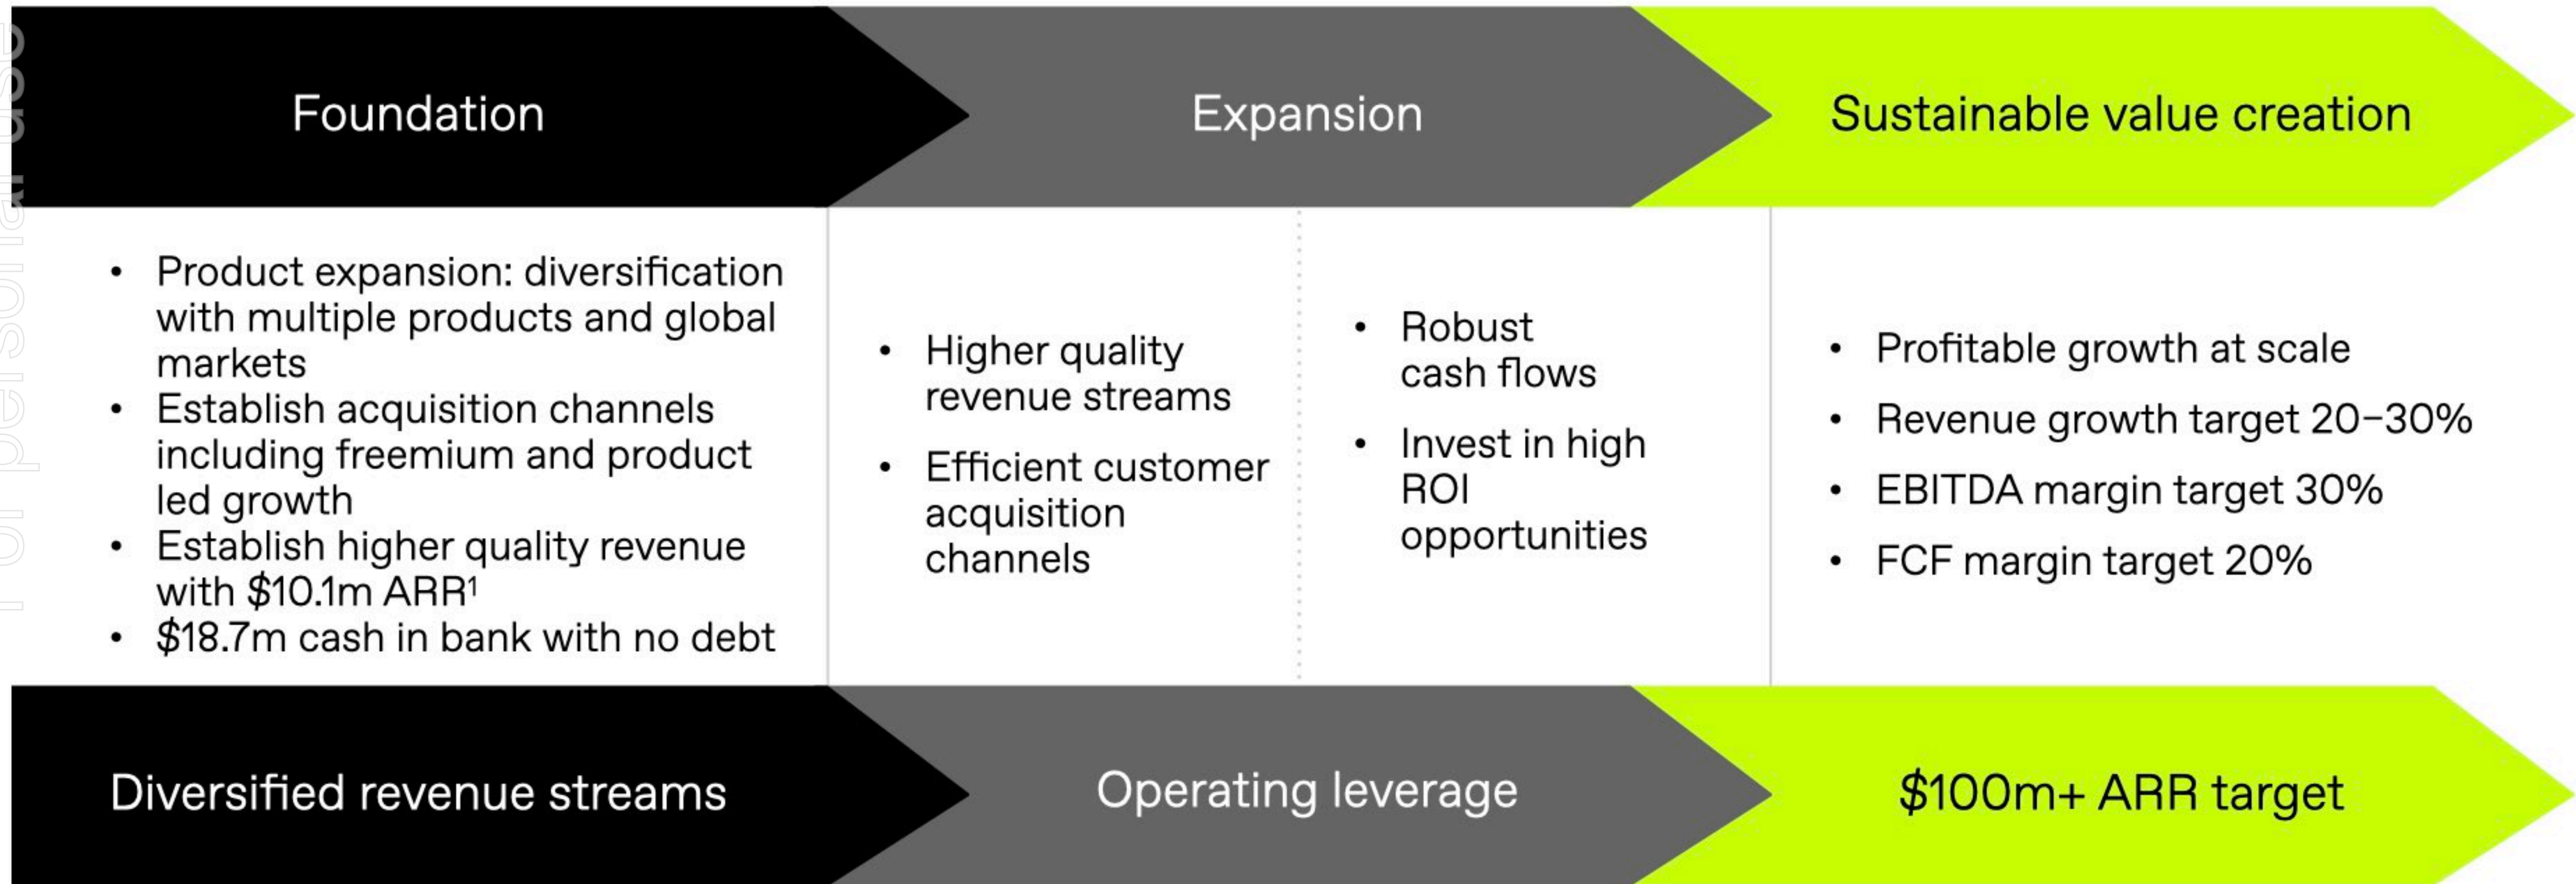 For personal use
Foundation
Expansion
Sustainable value creation
• Product expansion: diversification
with multiple products and global
markets
• Establish acquisition channels
including freemium and product
led growth
• Establish higher quality revenue
with $10.1m ARR¹
• $18.7m cash in bank with no debt
• Higher quality
revenue streams
• Efficient customer
acquisition
channels
• Robust
cash flows
• Invest in high
ROI
opportunities
• Profitable growth at scale
• Revenue growth target 20–30%
• EBITDA margin target 30%
• FCF margin target 20%
Diversified revenue streams
Operating leverage
$100m+ ARR target